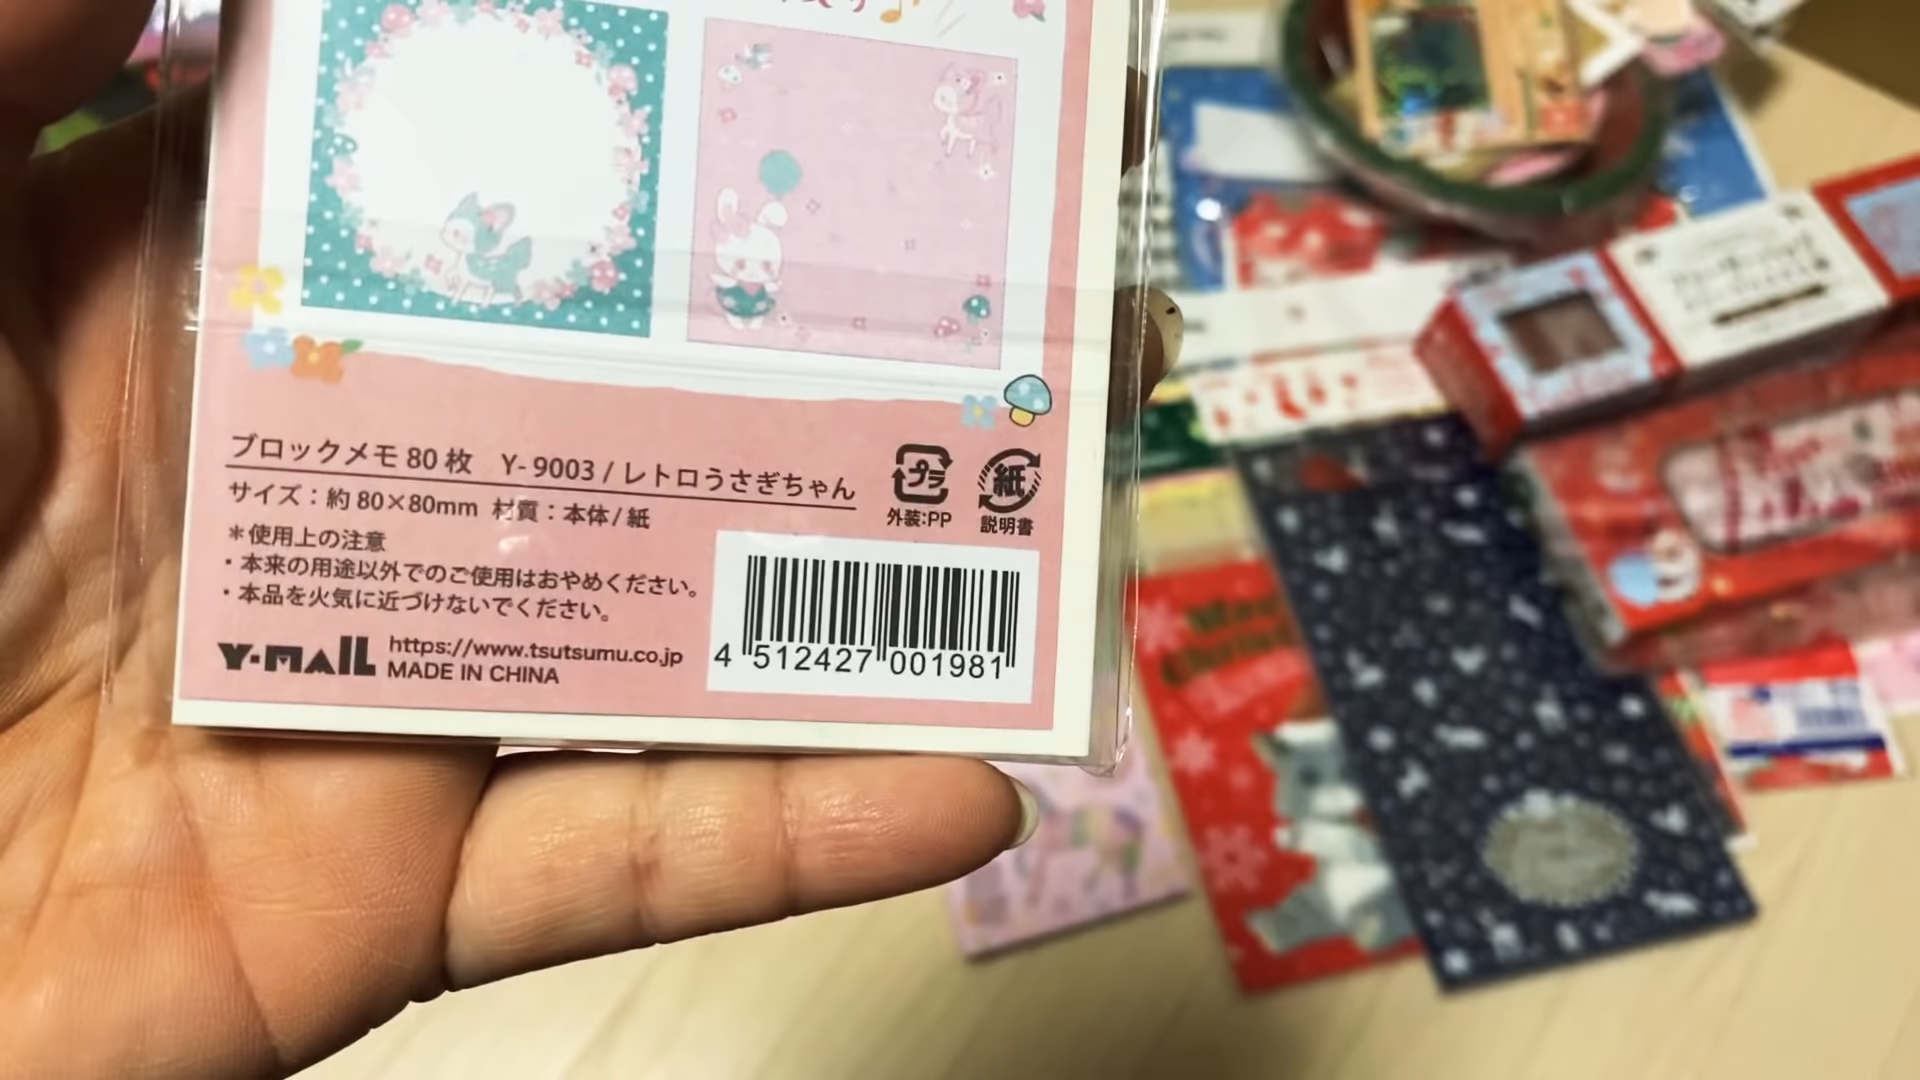 ブロックメモ 80 枚 Y- 9003 / レトロうさぎちゃん
サイズ：約 80×80mm 材質：本体 / 紙
＊使用上の注意
・本来の用途以外でのご使用はおやめください。
・本品を火気に近づけないでください。
Y-MALL
https://www.tsutsumu.co.jp
MADE IN CHINA
プラ
外装:PP
紙
説明書
4 512427 001981